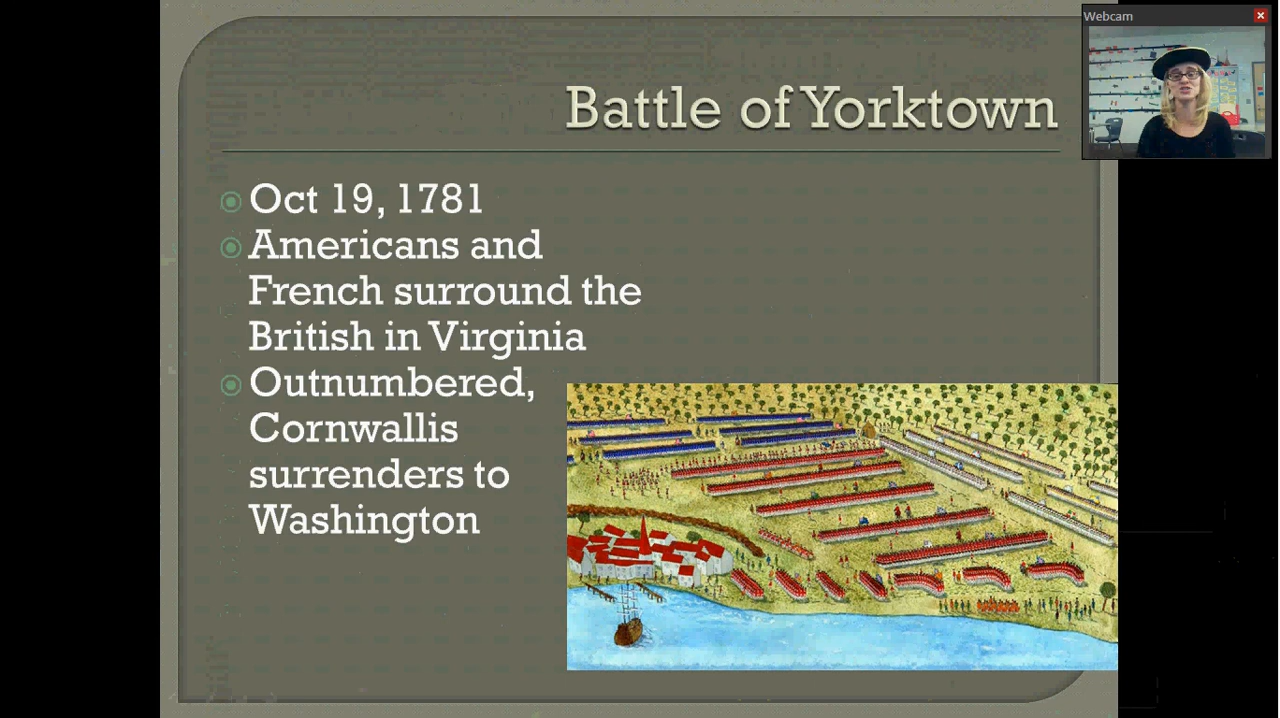 Webcam
Battle of Yorktown
Oct 19, 1781
Americans and
French surround the
British in Virginia
Outnumbered,
Cornwallis
surrenders to
Washington